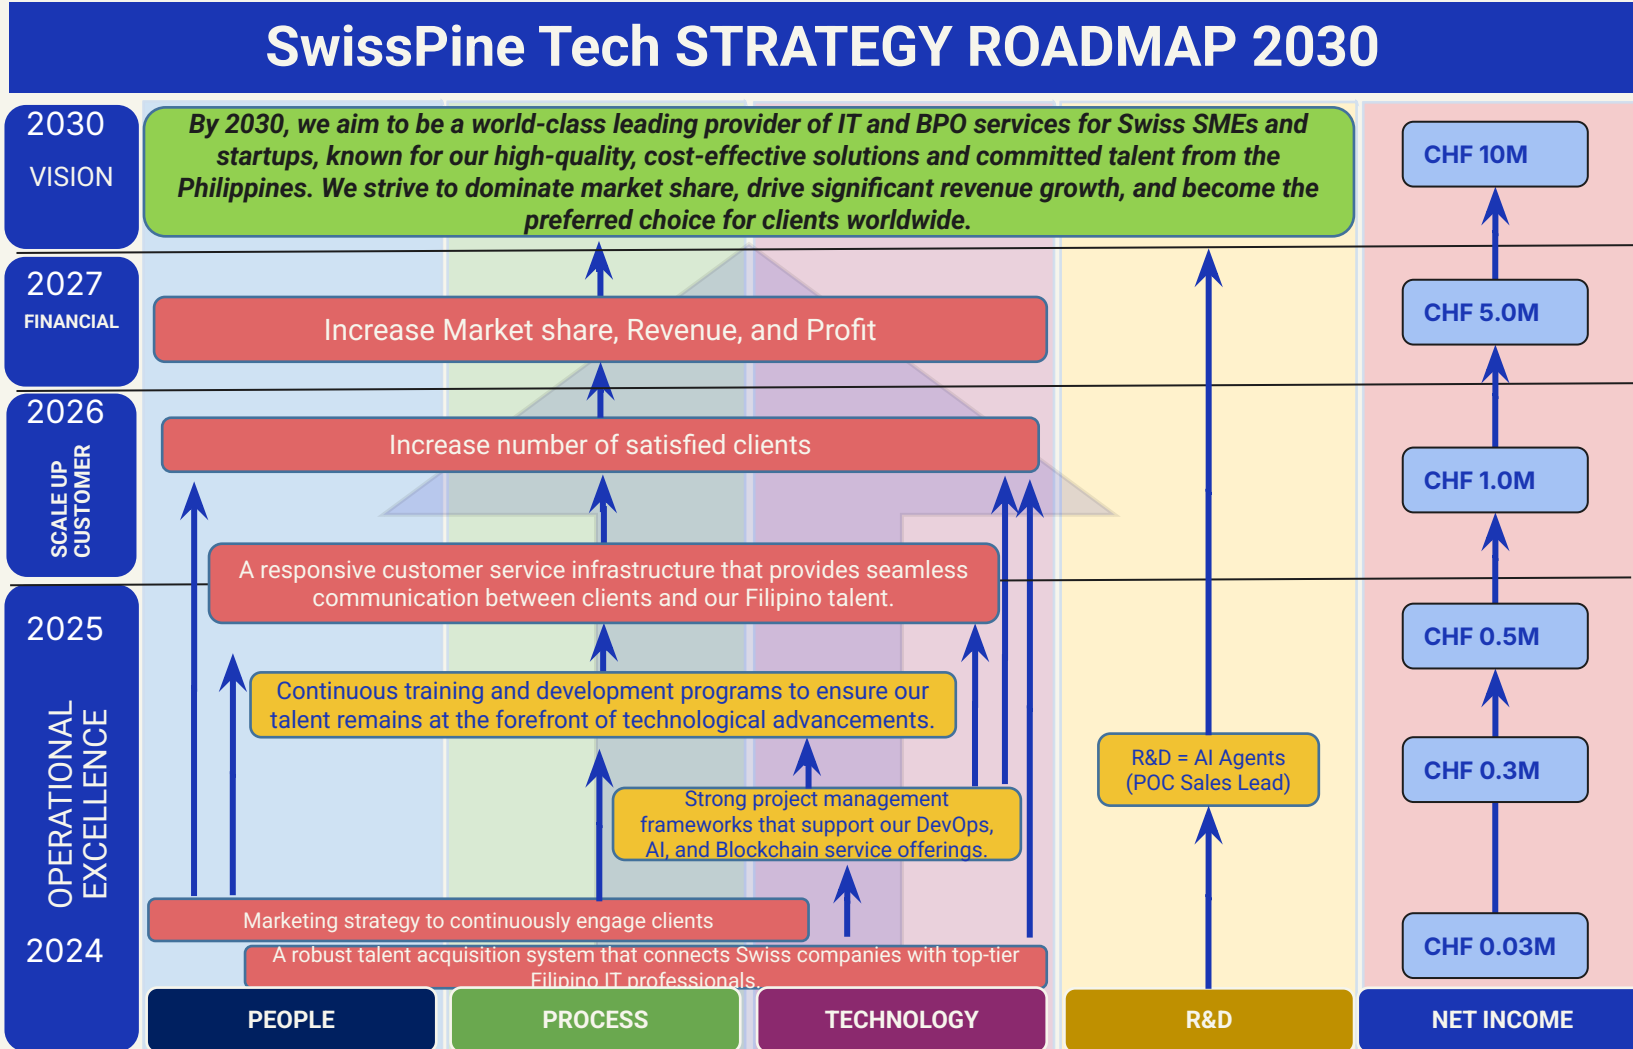 SwissPine Tech STRATEGY ROADMAP 2030
2030
VISION
By 2030, we aim to be a world-class leading provider of IT and BPO services for Swiss SMEs and
startups, known for our high-quality, cost-effective solutions and committed talent from the
Philippines. We strive to dominate market share, drive significant revenue growth, and become the
preferred choice for clients worldwide.
CHF 10M
2027
FINANCIAL
Increase Market share, Revenue, and Profit
CHF 5.0M
2026
SCALE UP
CUSTOMER
Increase number of satisfied clients
CHF 1.0M
A responsive customer service infrastructure that provides seamless
communication between clients and our Filipino talent.
2025
CHF 0.5M
OPERATIONAL
EXCELLENCE
Continuous training and development programs to ensure our
talent remains at the forefront of technological advancements.
R&D = AI Agents
(POC Sales Lead)
CHF 0.3M
Strong project management
frameworks that support our DevOps,
AI, and Blockchain service offerings.
Marketing strategy to continuously engage clients
2024
A robust talent acquisition system that connects Swiss companies with top-tier
Filipino IT professionals.
CHF 0.03M
PEOPLE
PROCESS
TECHNOLOGY
R&D
NET INCOME